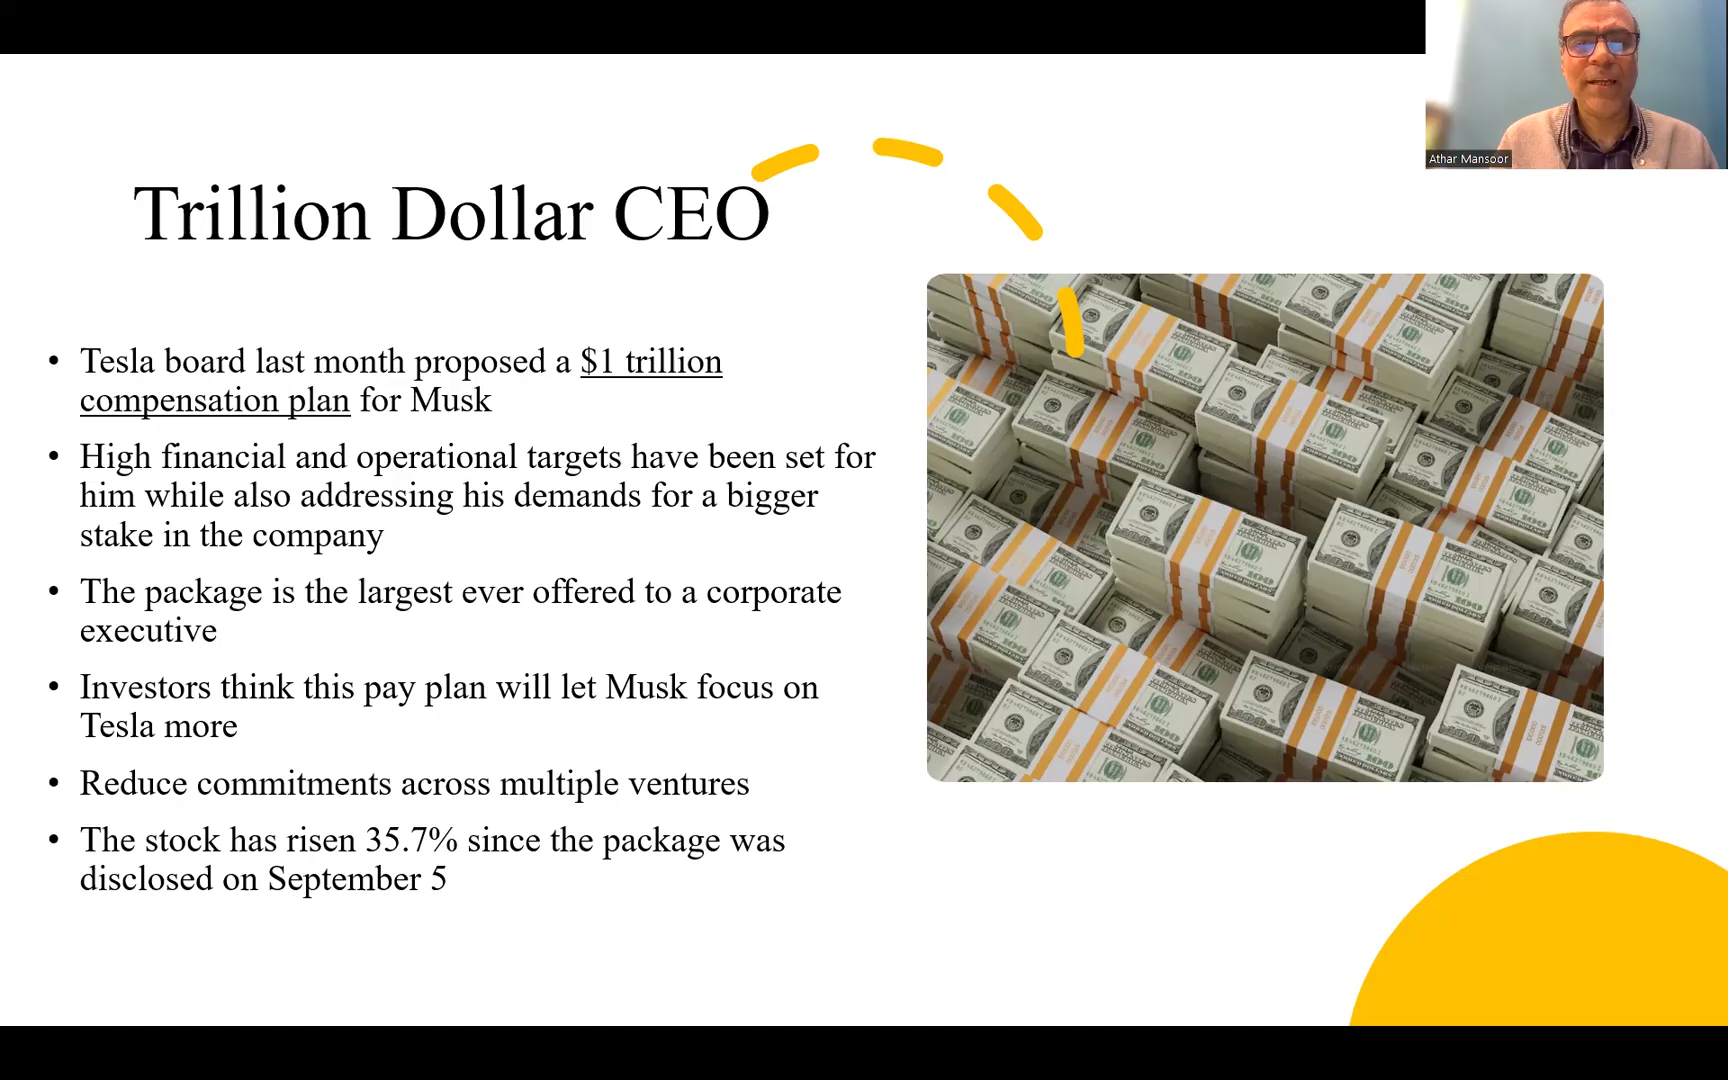 Athar Mansoor
Trillion Dollar CEO
• Tesla board last month proposed a $1 trillion
compensation plan for Musk
• High financial and operational targets have been set for
him while also addressing his demands for a bigger
stake in the company
• The package is the largest ever offered to a corporate
executive
• Investors think this pay plan will let Musk focus on
Tesla more
• Reduce commitments across multiple ventures
• The stock has risen 35.7% since the package was
disclosed on September 5